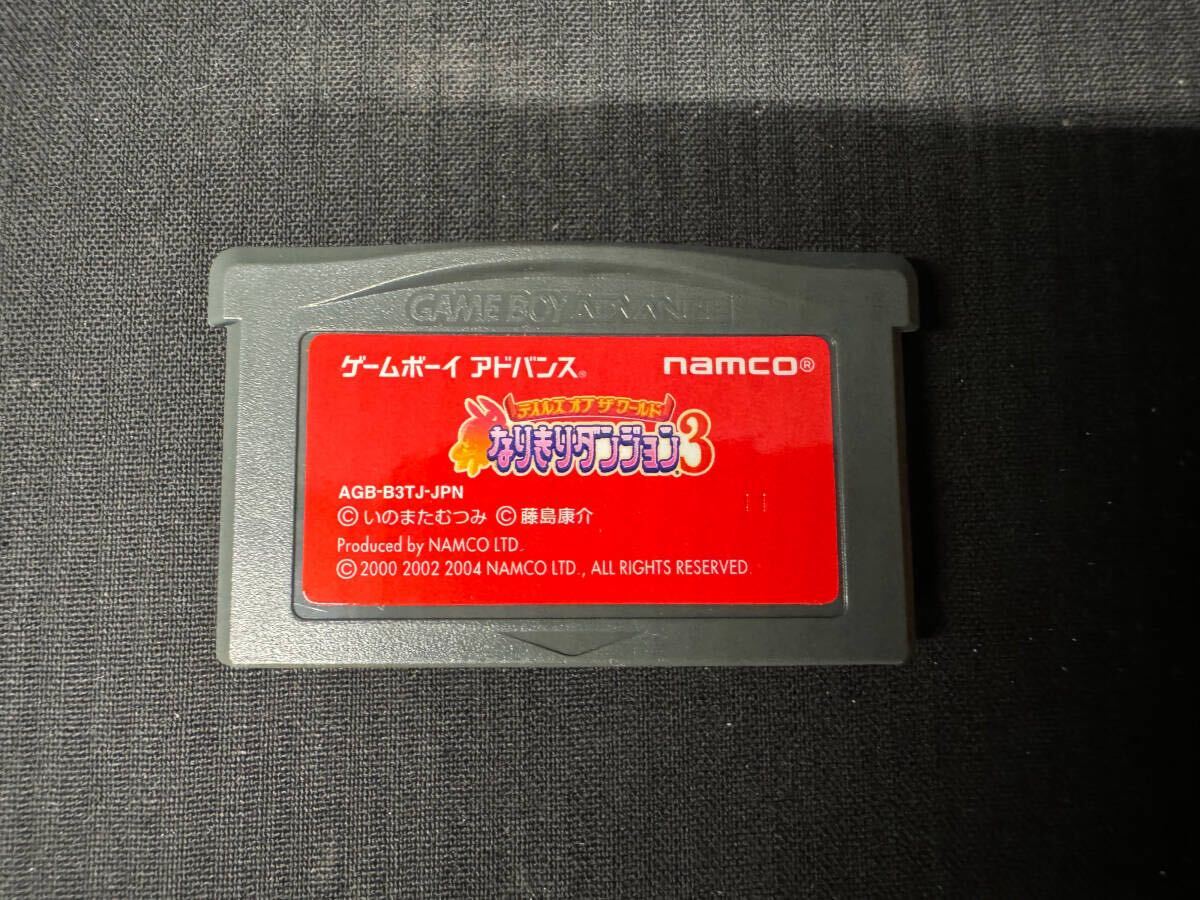 GAME BOY ADVANCE
ゲームボーイ アドバンス® namco®
テイルズ オブ ザ ワールド
なりきりダンジョン3
AGB-B3TJ-JPN
© いのまたむつみ © 藤島康介
Produced by NAMCO LTD.
© 2000 2002 2004 NAMCO LTD., ALL RIGHTS RESERVED.